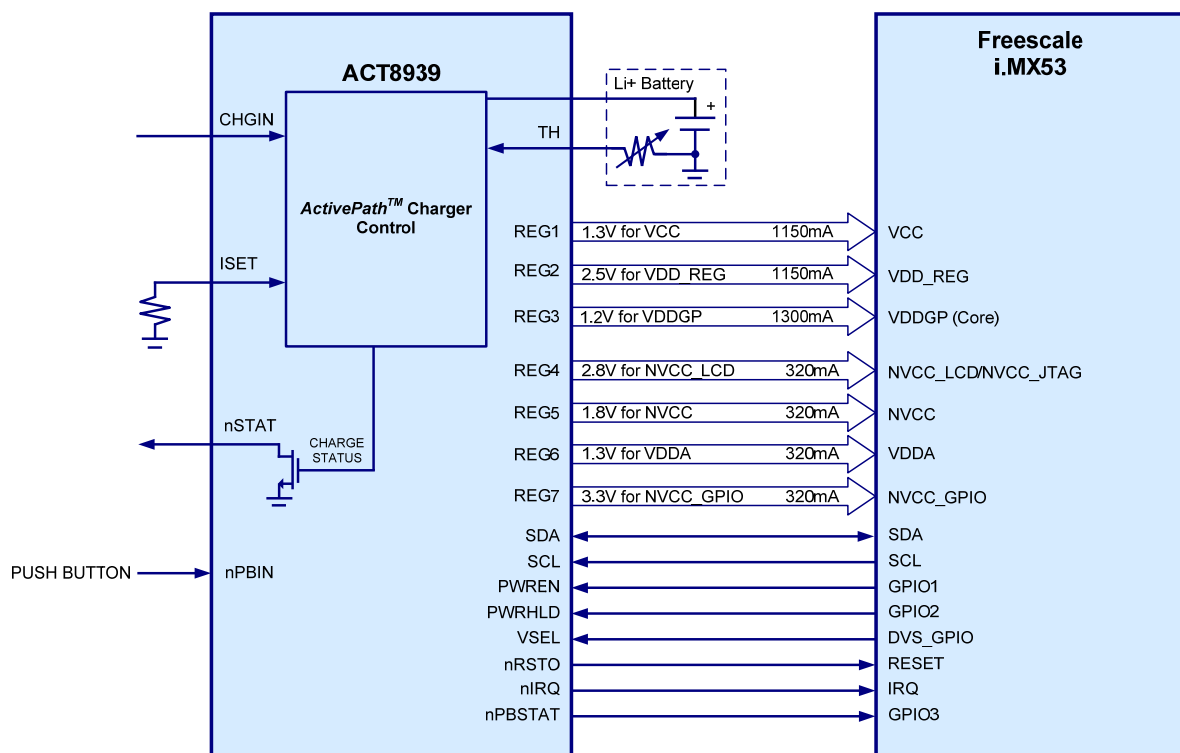 Freescale
i.MX53
ACT8939
Li+ Battery
+
CHGIN
TH
ActivePath™ Charger
Control
REG1 1.3V for VCC 1150mA VCC
ISET
REG2 2.5V for VDD_REG 1150mA VDD_REG
REG3 1.2V for VDDGP 1300mA VDDGP (Core)
REG4 2.8V for NVCC_LCD 320mA NVCC_LCD/NVCC_JTAG
REG5 1.8V for NVCC 320mA NVCC
nSTAT
CHARGE
STATUS
REG6 1.3V for VDDA 320mA VDDA
REG7 3.3V for NVCC_GPIO 320mA NVCC_GPIO
SDA SDA
SCL SCL
PUSH BUTTON nPBIN
PWREN GPIO1
PWRHLD GPIO2
VSEL DVS_GPIO
nRSTO RESET
nIRQ IRQ
nPBSTAT GPIO3